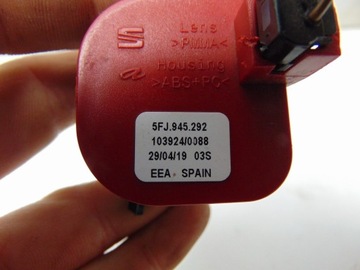 Lens
>PMMA<
Housing
>ABS+PC<
5FJ.945.292
103924/0088
29/04/19 03S
EEA. SPAIN